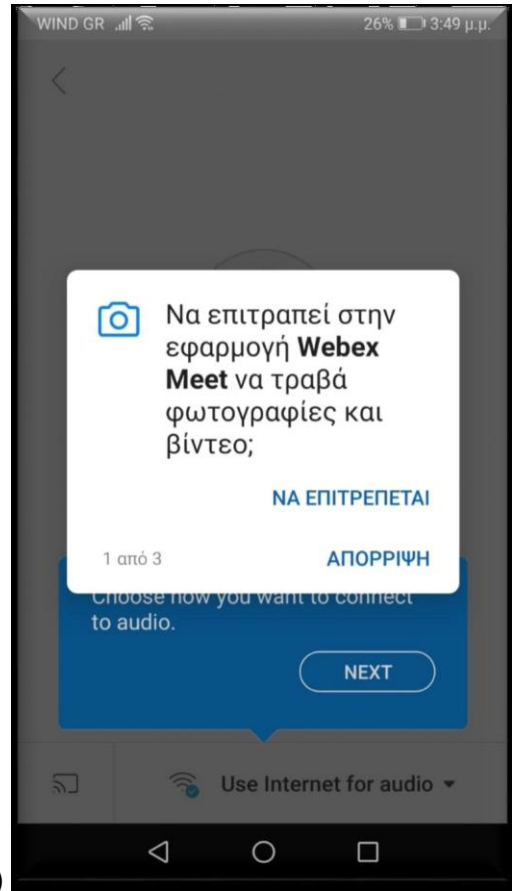 WIND GR
26% 3:49 μ.μ.
Να επιτραπεί στην
εφαρμογή Webex
Meet να τραβά
φωτογραφίες και
βίντεο;
ΝΑ ΕΠΙΤΡΕΠΕΤΑΙ
1 από 3
ΑΠΟΡΡΙΨΗ
Choose how you want to connect
to audio.
NEXT
Use Internet for audio
)